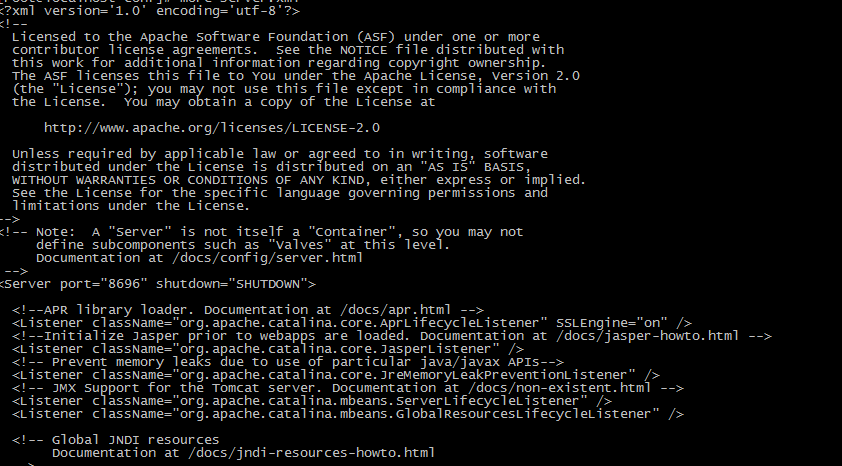 <?xml version='1.0' encoding='utf-8'?>
<!--
  Licensed to the Apache Software Foundation (ASF) under one or more
  contributor license agreements.  See the NOTICE file distributed with
  this work for additional information regarding copyright ownership.
  The ASF licenses this file to You under the Apache License, Version 2.0
  (the "License"); you may not use this file except in compliance with
  the License.  You may obtain a copy of the License at

      http://www.apache.org/licenses/LICENSE-2.0

  Unless required by applicable law or agreed to in writing, software
  distributed under the License is distributed on an "AS IS" BASIS,
  WITHOUT WARRANTIES OR CONDITIONS OF ANY KIND, either express or implied.
  See the License for the specific language governing permissions and
  limitations under the License.
-->
<!-- Note:  A "Server" is not itself a "Container", so you may not
     define subcomponents such as "Valves" at this level.
     Documentation at /docs/config/server.html
 -->
<Server port="8696" shutdown="SHUTDOWN">

  <!--APR library loader. Documentation at /docs/apr.html -->
  <Listener className="org.apache.catalina.core.AprLifecycleListener" SSLEngine="on" />
  <!--Initialize Jasper prior to webapps are loaded. Documentation at /docs/jasper-howto.html -->
  <Listener className="org.apache.catalina.core.JasperListener" />
  <!-- Prevent memory leaks due to use of particular java/javax APIs-->
  <Listener className="org.apache.catalina.core.JreMemoryLeakPreventionListener" />
  <!-- JMX Support for the Tomcat server. Documentation at /docs/non-existent.html -->
  <Listener className="org.apache.catalina.mbeans.ServerLifecycleListener" />
  <Listener className="org.apache.catalina.mbeans.GlobalResourcesLifecycleListener" />

  <!-- Global JNDI resources
       Documentation at /docs/jndi-resources-howto.html